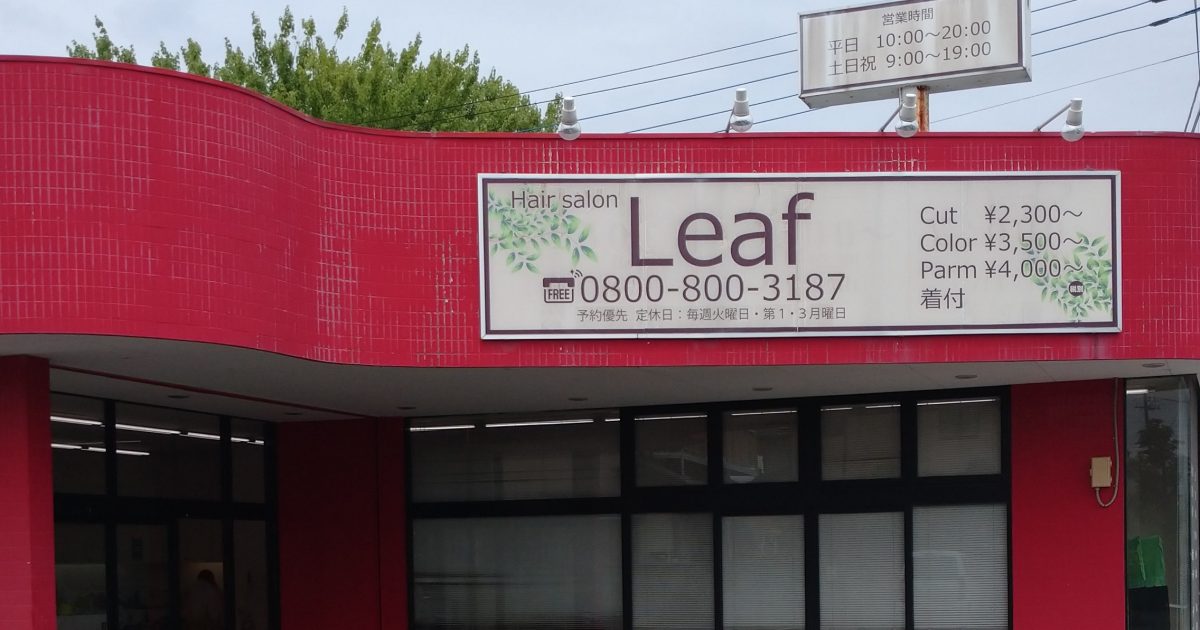 営業時間
平日 10:00～20:00
土日祝 9:00～19:00
Hair salon
Leaf
FREE 0800-800-3187
予約優先 定休日：毎週火曜日・第1・3月曜日
Cut ¥2,300～
Color ¥3,500～
Parm ¥4,000～
着付
税別